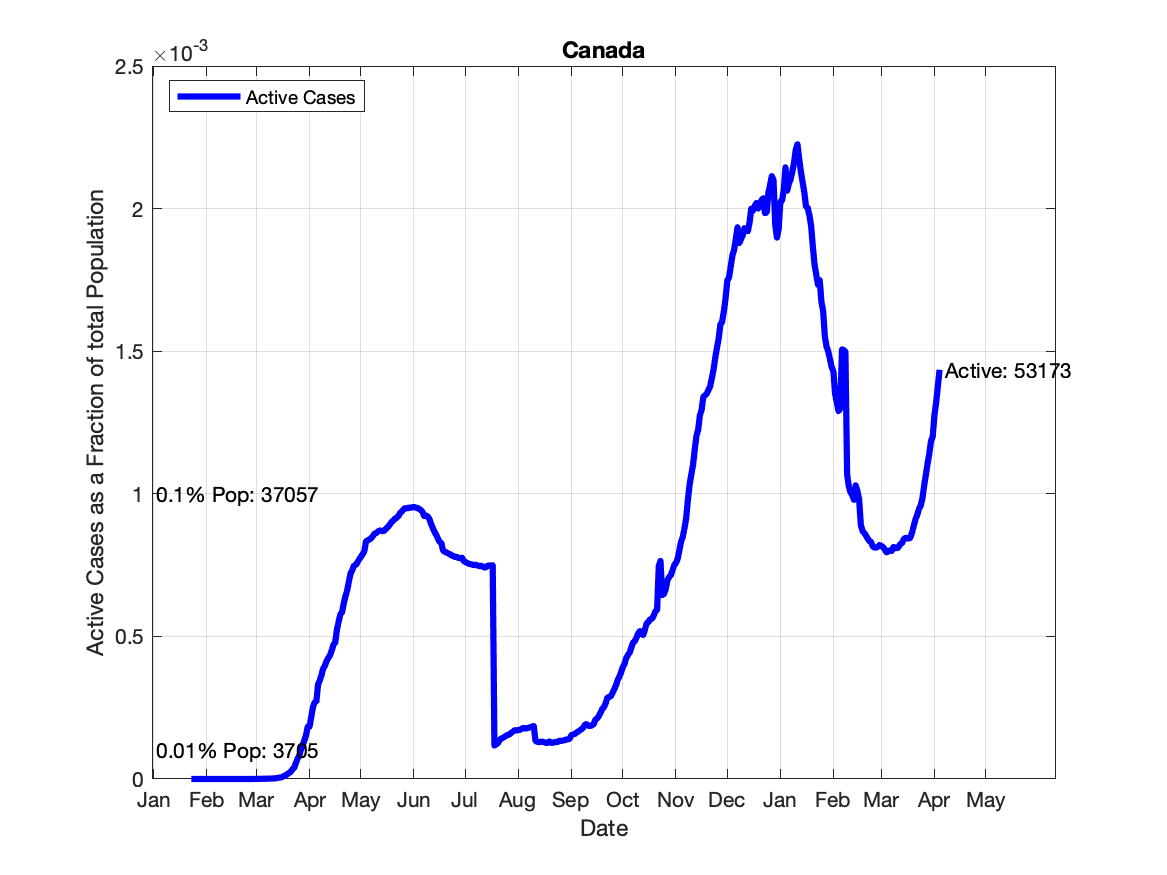 Canada
×10-3
Active Cases
2.5
2
1.5
1
0.5
0
Active Cases as a Fraction of total Population
Active: 53173
0.1% Pop: 37057
0.01% Pop: 3705
Jan Feb Mar Apr May Jun Jul Aug Sep Oct Nov Dec Jan Feb Mar Apr May
Date